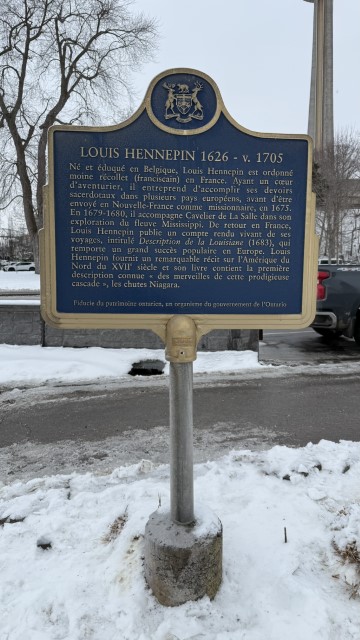 LOUIS HENNEPIN 1626 - v. 1705
Né et éduqué en Belgique, Louis Hennepin est ordonné
moine récollet (franciscain) en France. Ayant un cœur
d'aventurier, il entreprend d'accomplir ses devoirs
sacerdotaux dans plusieurs pays européens, avant d'être
envoyé en Nouvelle-France comme missionnaire, en 1675.
En 1679-1680, il accompagne Cavelier de La Salle dans son
exploration du fleuve Mississippi. De retour en France,
Louis Hennepin publie un compte rendu vivant de ses
voyages, intitulé Description de la Louisiane (1683), qui
remporte un grand succès populaire en Europe. Louis
Hennepin fournit un remarquable récit sur l'Amérique du
Nord du XVIIe siècle et son livre contient la première
description connue « des merveilles de cette prodigieuse
cascade », les chutes Niagara.
Fiducie du patrimoine ontarien, un organisme du gouvernement de l'Ontario